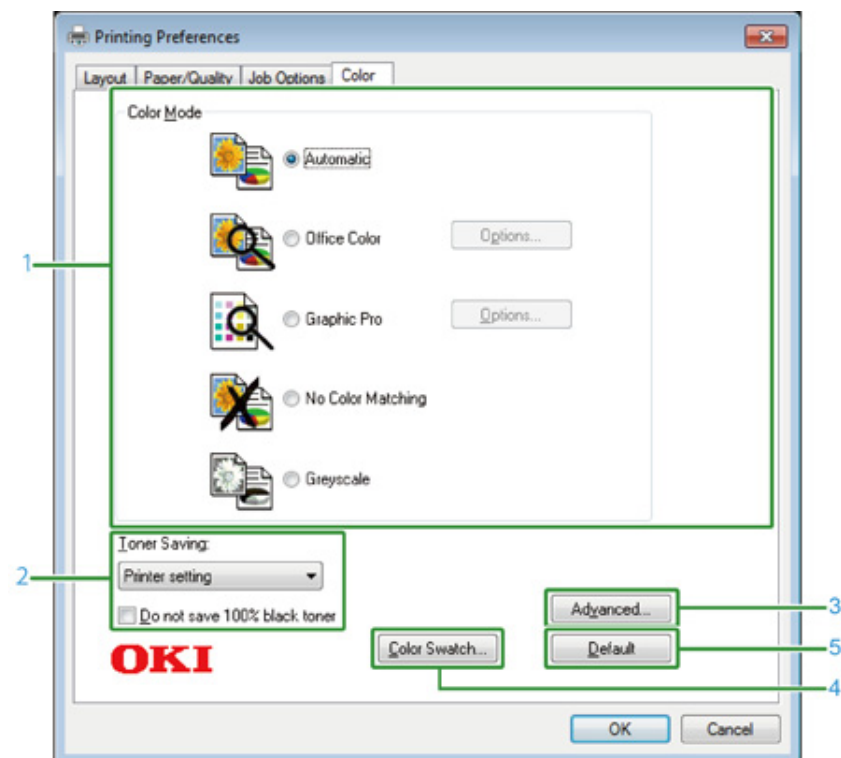 Printing Preferences
Layout Paper/Quality Job Options Color
Color Mode
Automatic
1
Office Color Options...
Graphic Pro Options...
No Color Matching
Greyscale
Toner Saving:
2
Printer setting
Do not save 100% black toner
Advanced... 3
OKI
Color Swatch... Default 5
4
OK Cancel